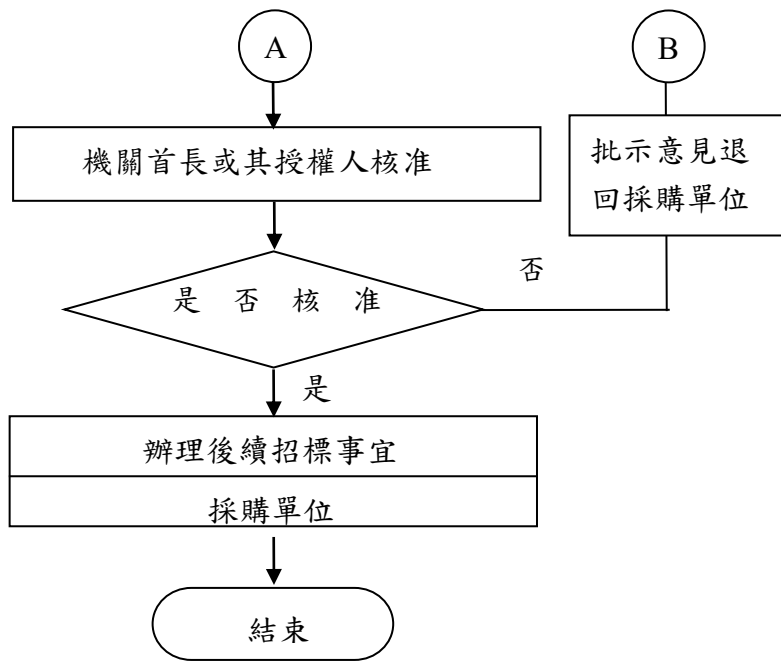 A
B
機關首長或其授權人核准
批示意見退
回採購單位
否
是否核准
是
辦理後續招標事宜
採購單位
結束